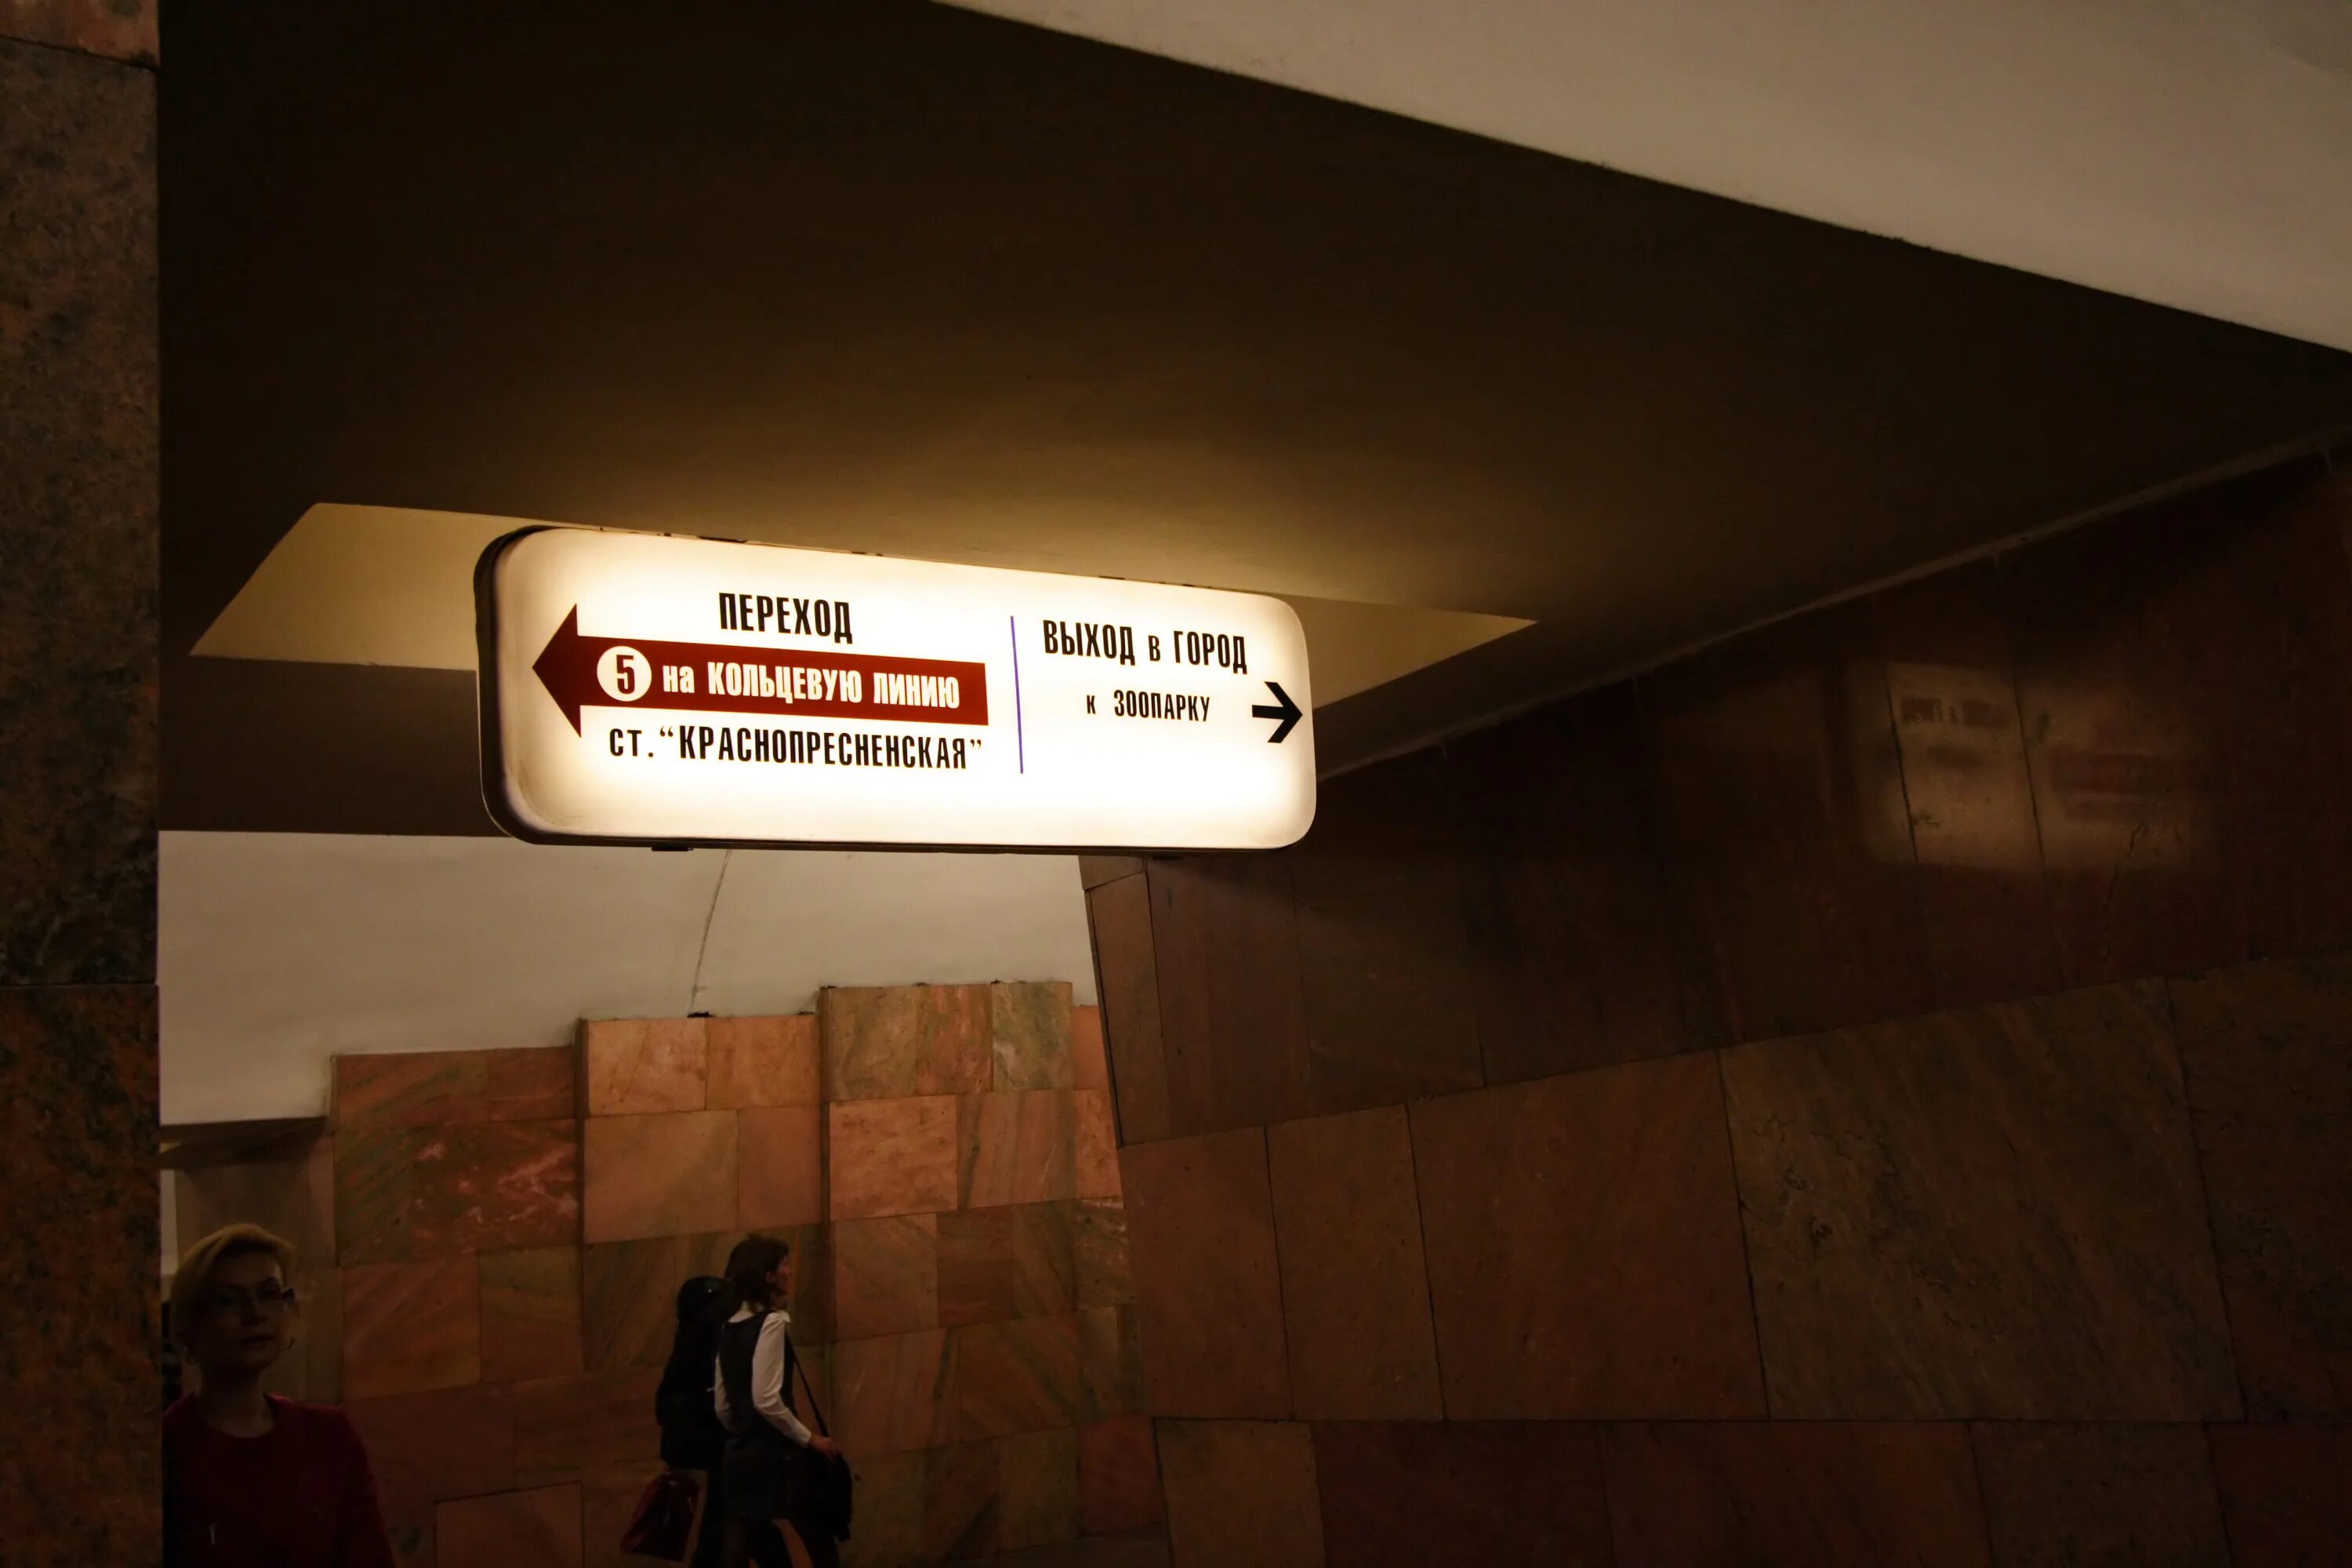 ПЕРЕХОД
5 на КОЛЬЦЕВУЮ ЛИНИЮ
ст. "КРАСНОПРЕСНЕНСКАЯ"
ВЫХОД в ГОРОД
к ЗООПАРКУ